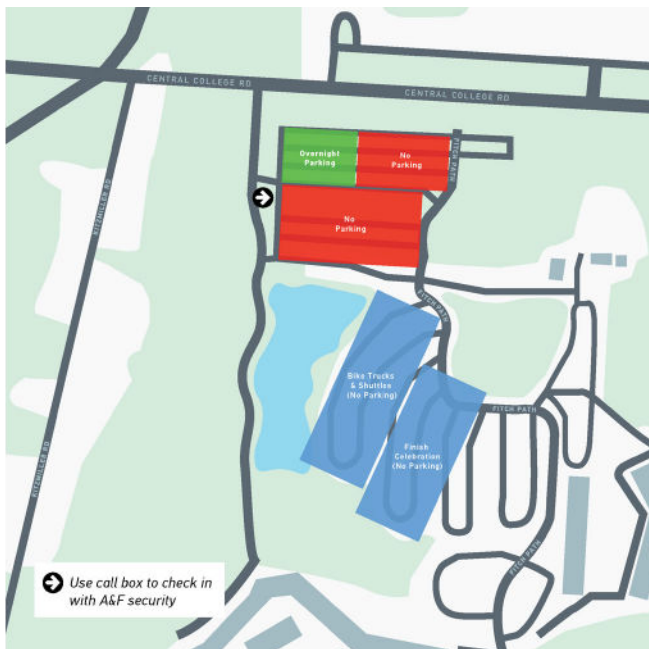 CENTRAL COLLEGE RD
CENTRAL COLLEGE RD
Overnight
Parking
No
Parking
FITCH PATH
RITZMILLER RD
No
Parking
FITCH PATH
Bike Trucks
& Shuttles
(No Parking)
FITCH PATH
Finish
Celebration
(No Parking)
RITZMILLER RD
FITCH PATH
Use call box to check in
with A&F security